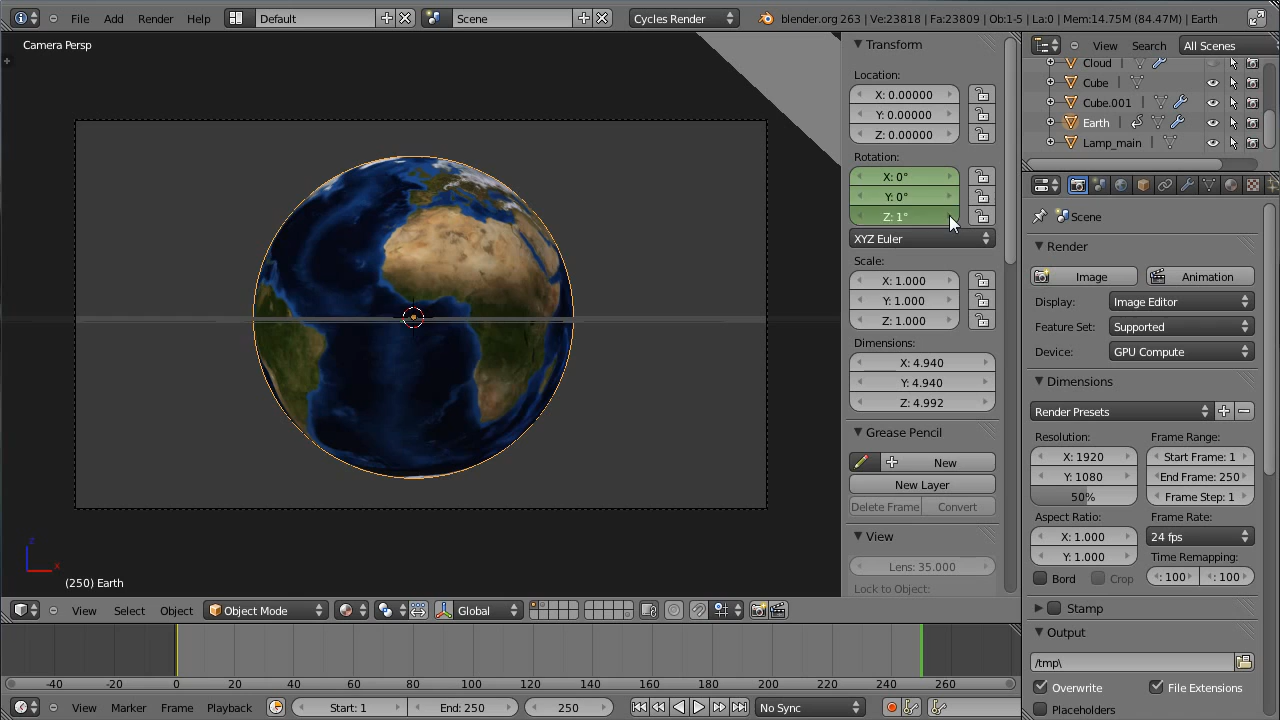 File Add Render Help Default Scene Cycles Render blender.org 263 | Ve:23818 | Fa:23809 | Ob:1-5 | La:0 | Mem:14.75M (84.47M) | Earth
Camera Persp
(250) Earth
z
x
View Select Object Object Mode Global
Transform
Location:
X: 0.00000
Y: 0.00000
Z: 0.00000
Rotation:
X: 0°
Y: 0°
Z: 1°
XYZ Euler
Scale:
X: 1.000
Y: 1.000
Z: 1.000
Dimensions:
X: 4.940
Y: 4.940
Z: 4.992
Grease Pencil
New
New Layer
Delete Frame Convert
View
Lens: 35.000
Lock to Object:
View Search All Scenes
Cloud
Cube
Cube.001
Earth
Lamp_main
Scene
Render
Image Animation
Display: Image Editor
Feature Set: Supported
Device: GPU Compute
Dimensions
Render Presets
Resolution: Frame Range:
X: 1920 Start Frame: 1
Y: 1080 End Frame: 250
50% Frame Step: 1
Aspect Ratio: Frame Rate:
X: 1.000 24 fps
Y: 1.000 Time Remapping:
Bord Crop : 100 : 100
Stamp
Output
/tmp\
Overwrite File Extensions
Placeholders
-40 -20 0 20 40 60 80 100 120 140 160 180 200 220 240 260
View Marker Frame Playback Start: 1 End: 250 250 No Sync